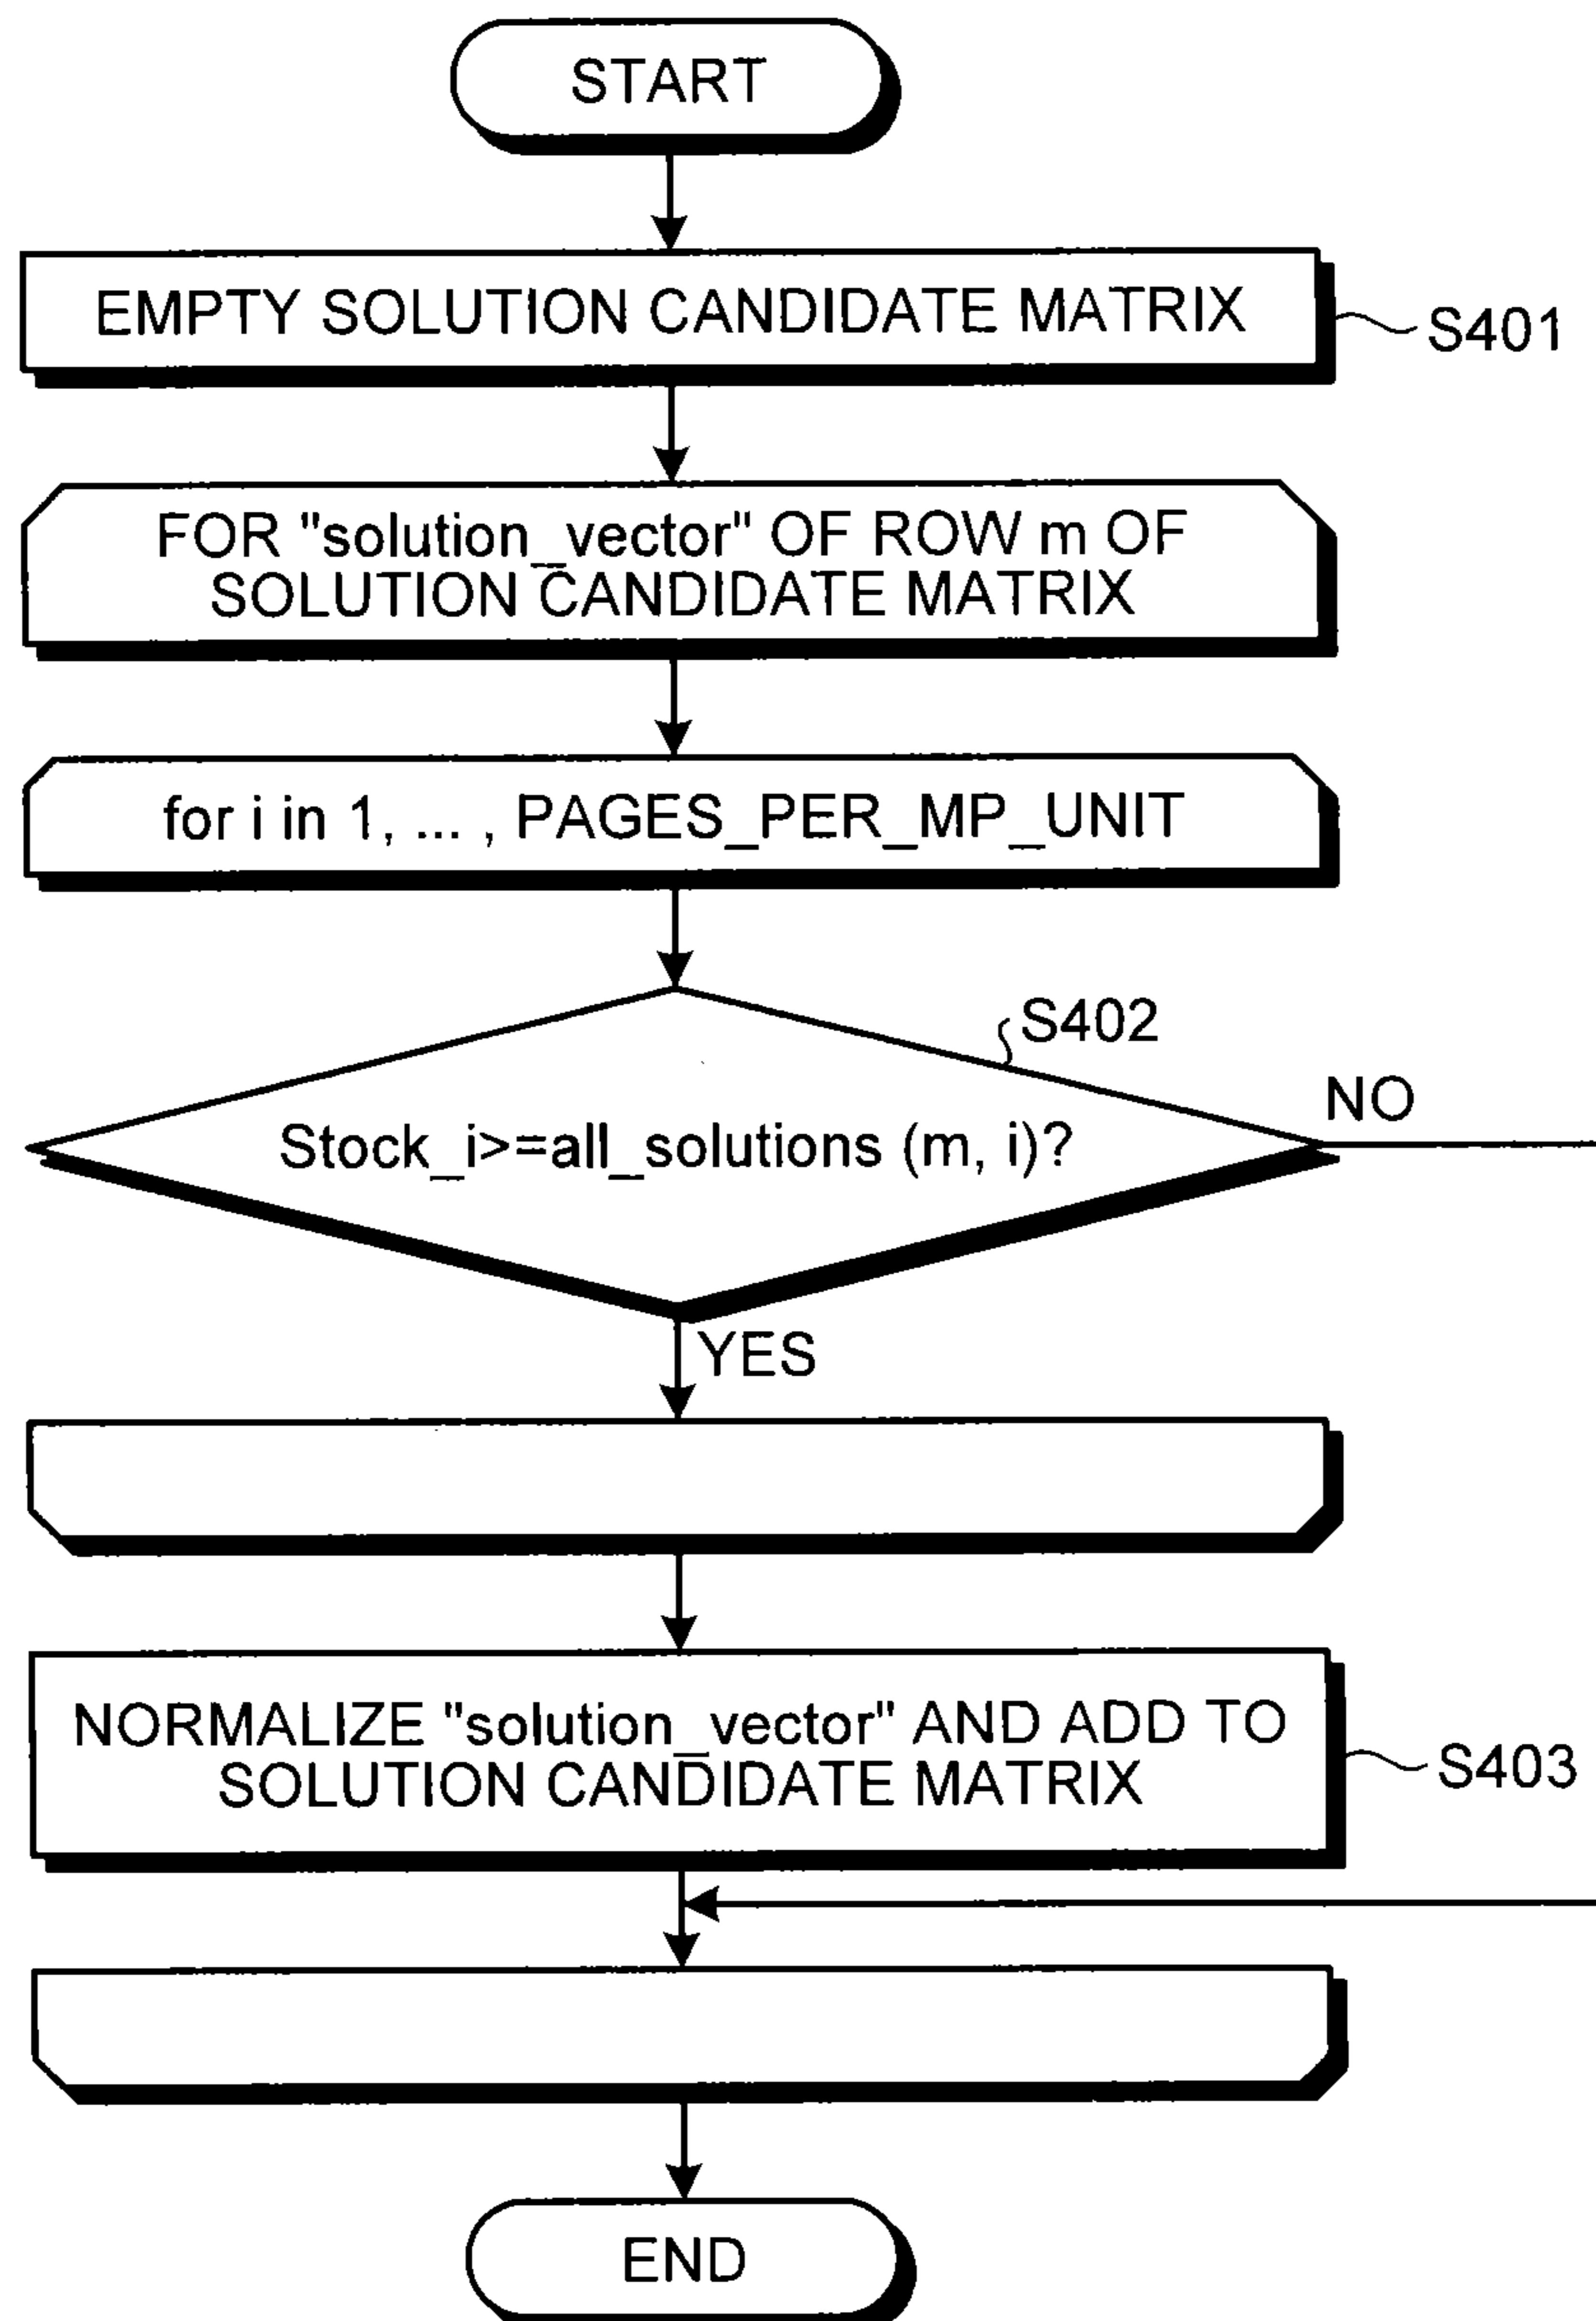 START
EMPTY SOLUTION CANDIDATE MATRIX
S401
FOR "solution_vector" OF ROW m OF
SOLUTION CANDIDATE MATRIX
for i in 1, ... , PAGES_PER_MP_UNIT
S402
NO
Stock_i>=all_solutions (m, i)?
YES
NORMALIZE "solution_vector" AND ADD TO
SOLUTION CANDIDATE MATRIX
S403
END